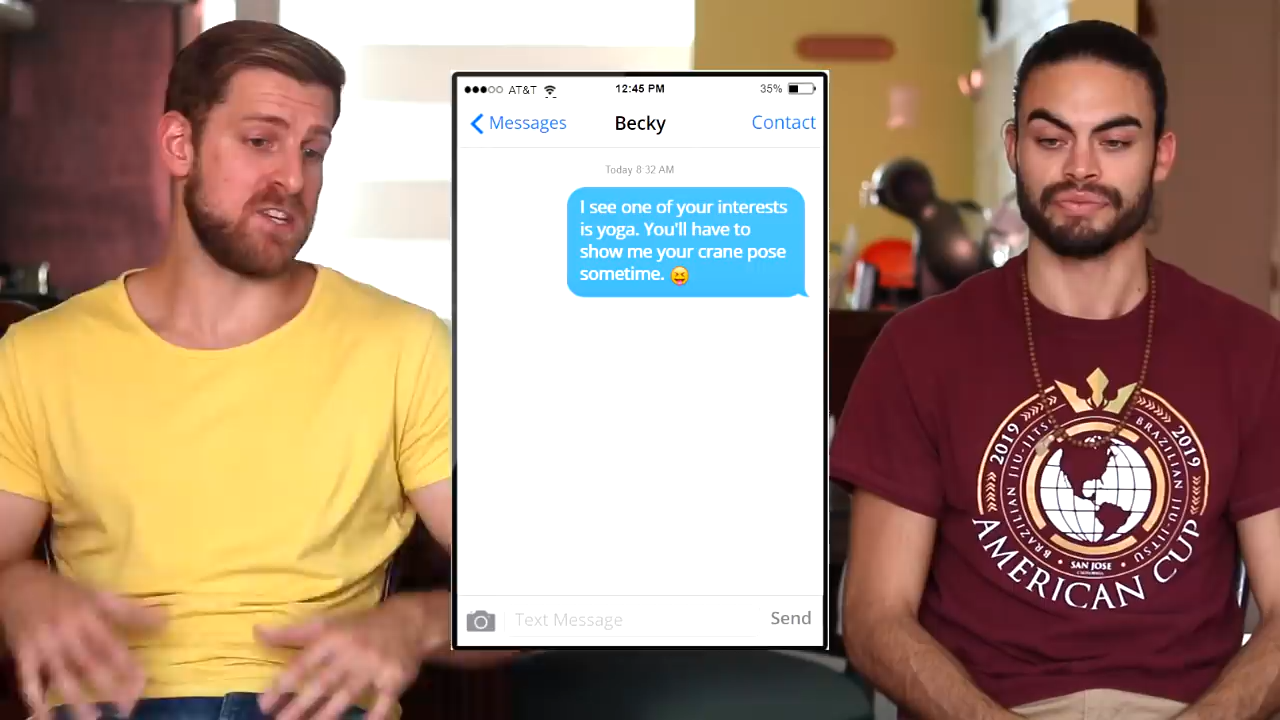 AT&T 12:45 PM 35%
Messages Becky Contact
Today 8:32 AM
I see one of your interests
is yoga. You'll have to
show me your crane pose
sometime. 😝
Text Message Send
2019 2019
BRAZILIAN JIU-JITSU BRAZILIAN JIU-JITSU
SAN JOSE
CALIFORNIA
AMERICAN CUP